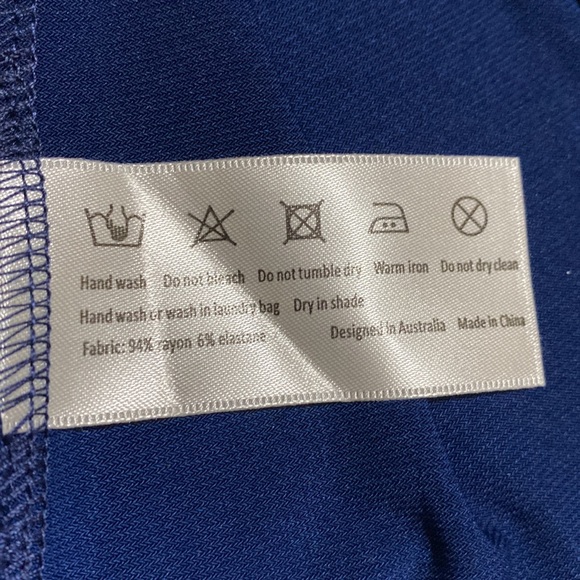 Hand wash Do not bleach Do not tumble dry Warm iron Do not dry clean
Hand wash or wash in laundry bag Dry in shade
Fabric: 94% rayon 6% elastane Designed in Australia Made in China